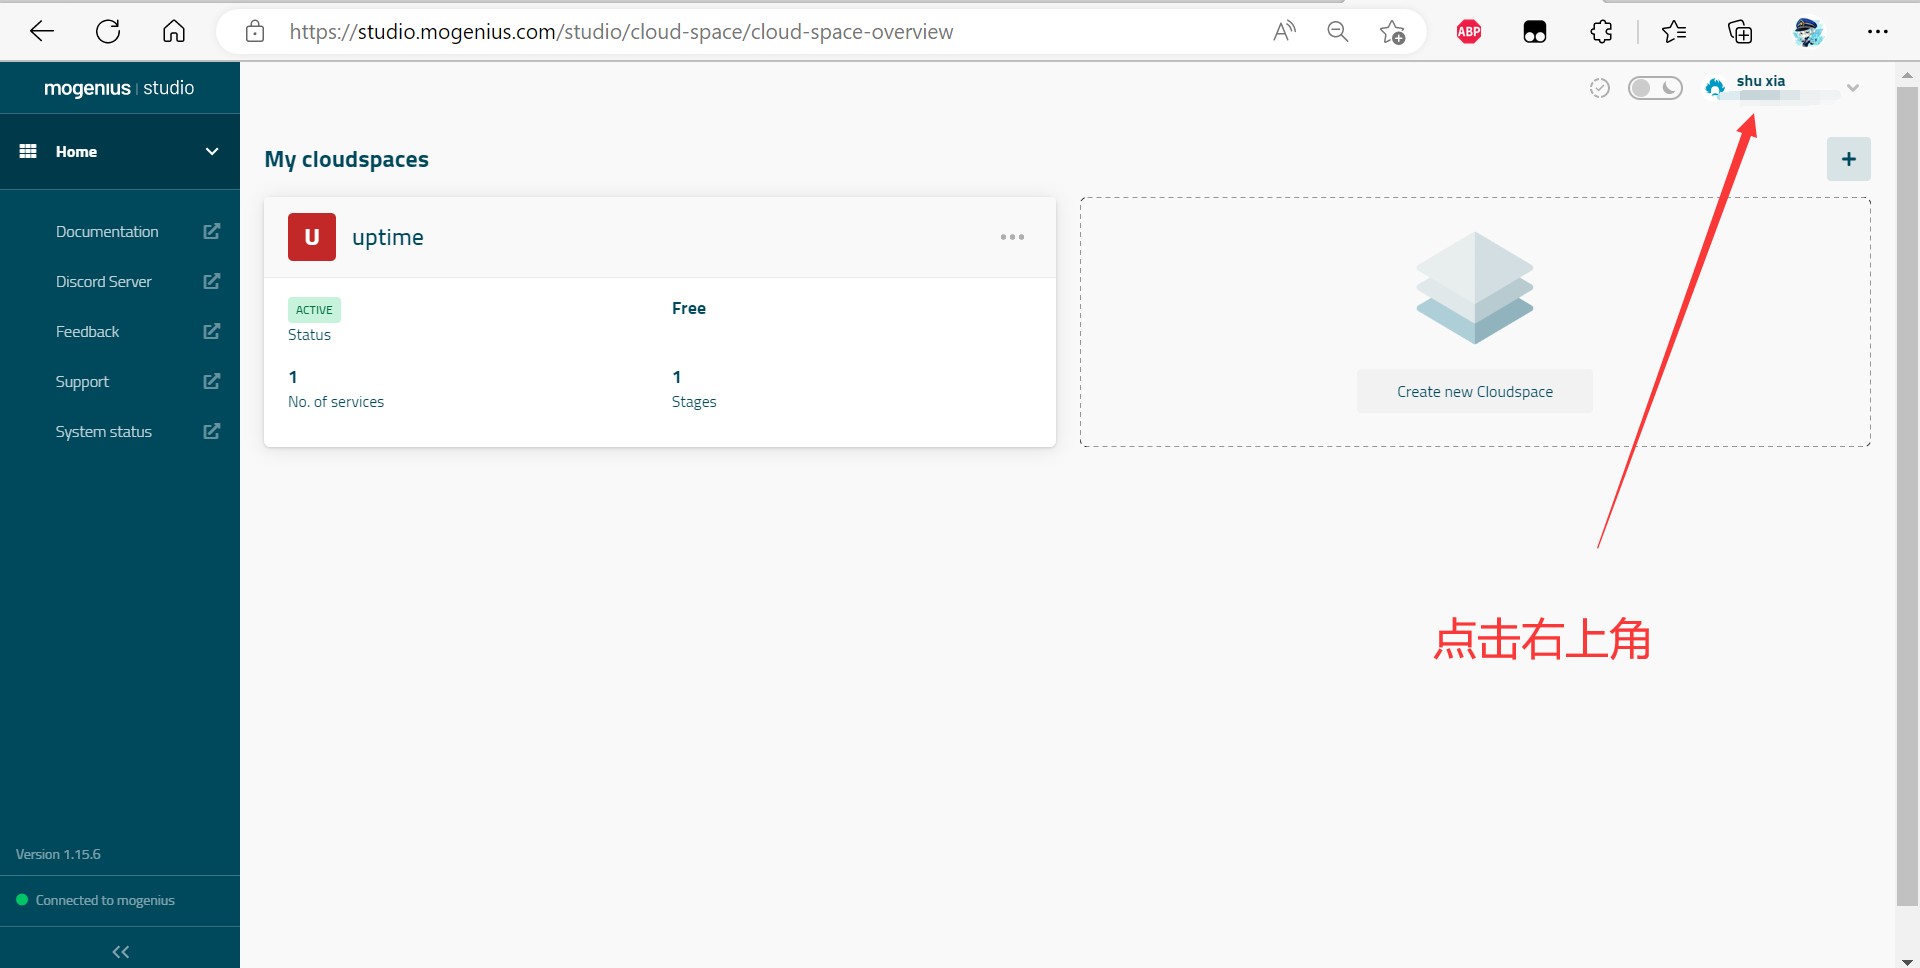 https://studio.mogenius.com/studio/cloud-space/cloud-space-overview
ABP
mogenius | studio
shu xia
Home
My cloudspaces
+
Documentation
Discord Server
Feedback
Support
System status
U
uptime
ACTIVE
Status
Free
1
No. of services
1
Stages
Create new Cloudspace
点击右上角
Version 1.15.6
Connected to mogenius